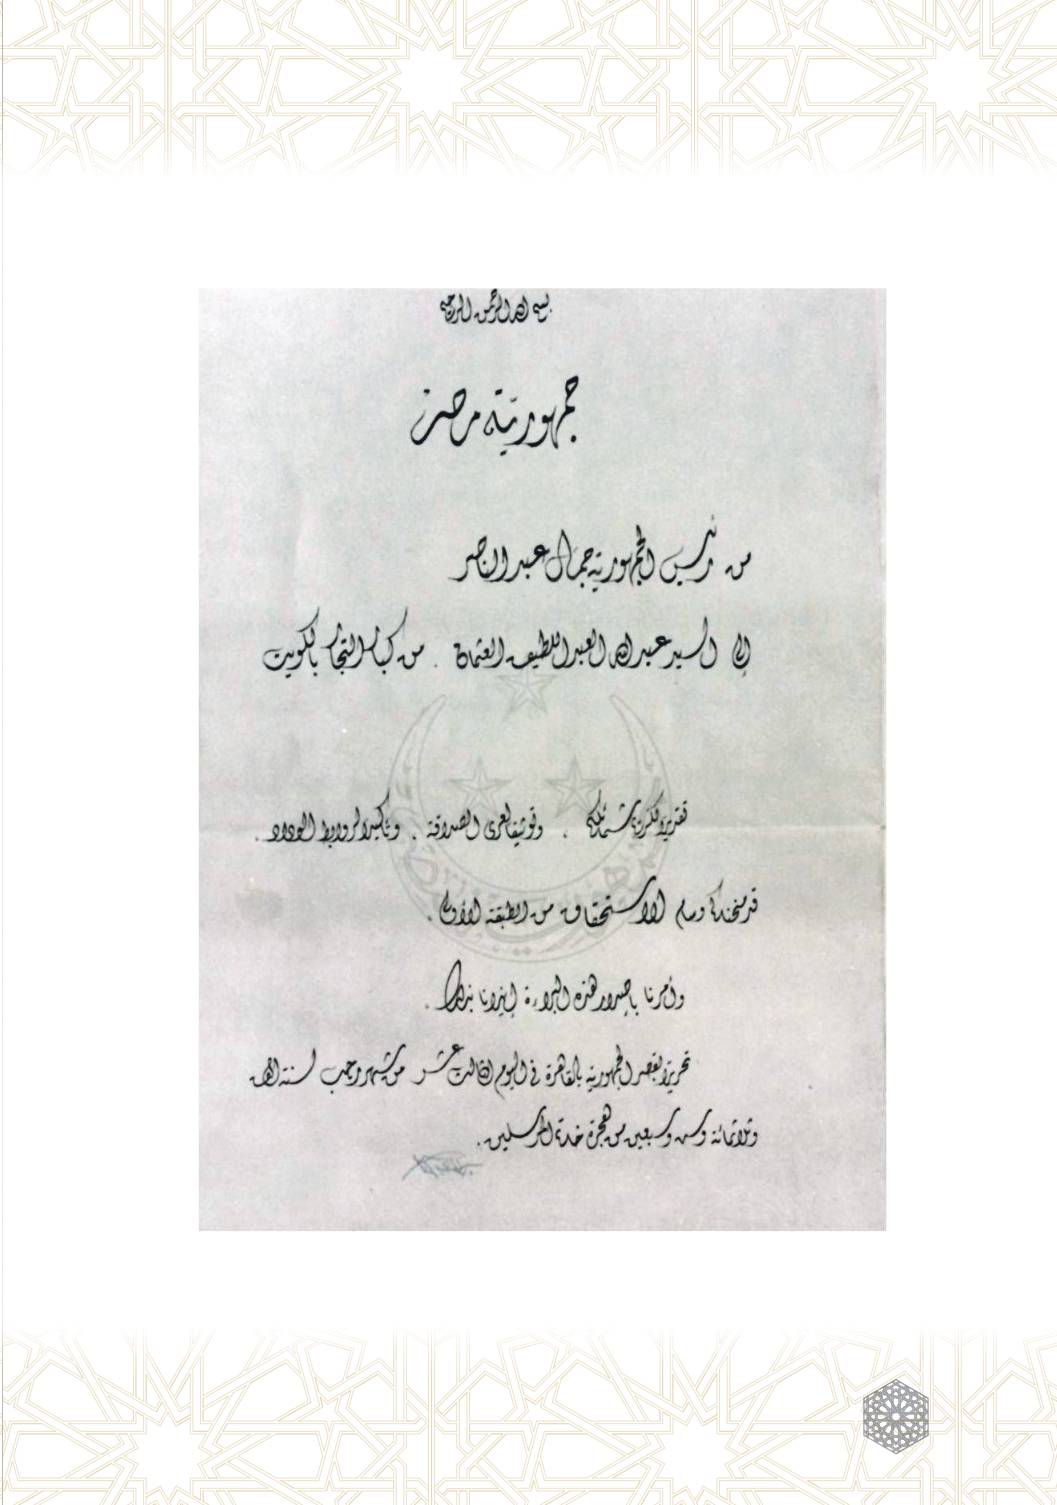 بسم الله الرحمن الرحيم
جمهورية مصر
من رئيس الجمهورية جمال عبد الناصر
إلى السيد عبد الله العبد اللطيف العثمان . من كبار التجار بالكويت
تقديرا لكريم شمائلكم . وتوثيقا لعرى الصداقة . وتأكيدا لروابط الوداد .
قد منحناكم وسام الاستحقاق من الطبقة الأولى .
وأمرنا بإصدار هذه البراءة إيذانا بذلك .
تحريرا بقصر الجمهورية بالقاهرة في اليوم الثالث عشر من شهر رجب لسنة ألف
وثلاثمائة وست وسبعين من هجرة خاتم المرسلين .